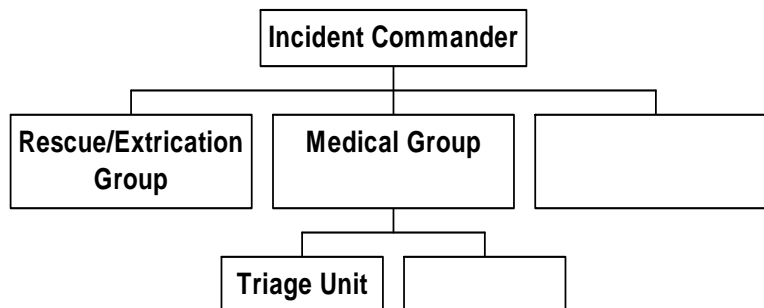 Incident Commander
Rescue/Extrication
Group
Medical Group
Triage Unit